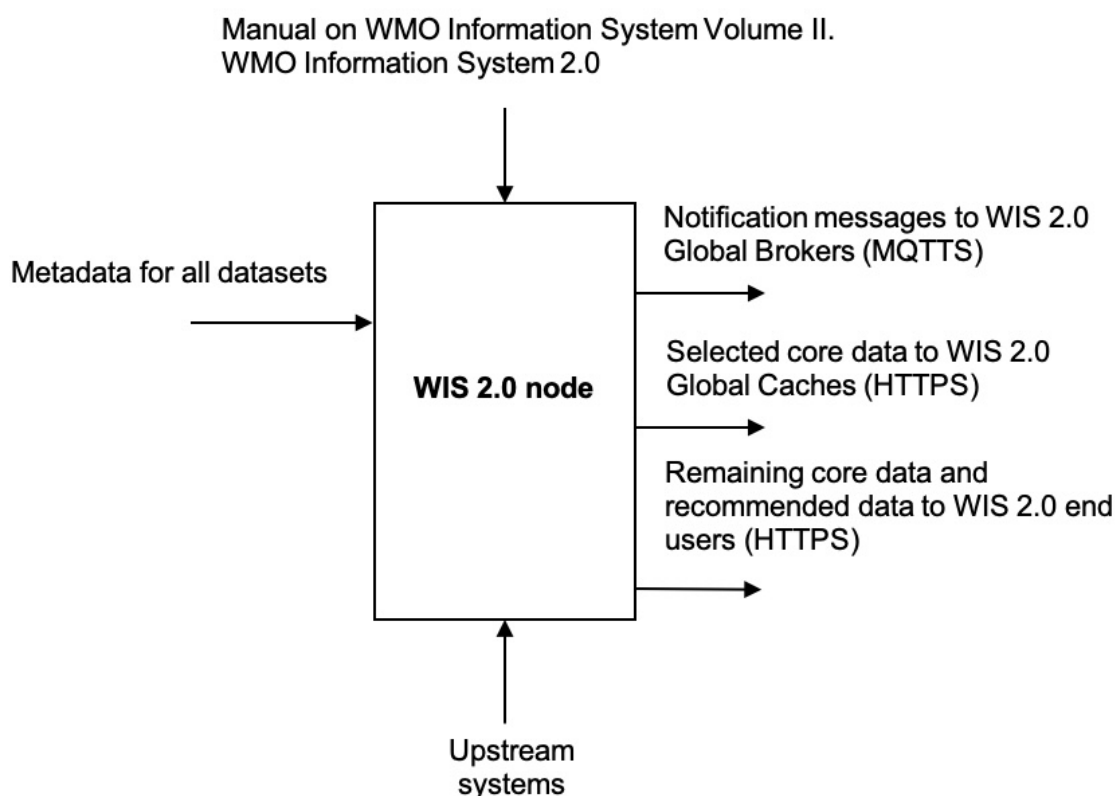 Manual on WMO Information System Volume II.
WMO Information System 2.0
Notification messages to WIS 2.0
Global Brokers (MQTTS)
Metadata for all datasets
Selected core data to WIS 2.0
Global Caches (HTTPS)
WIS 2.0 node
Remaining core data and
recommended data to WIS 2.0 end
users (HTTPS)
Upstream
systems